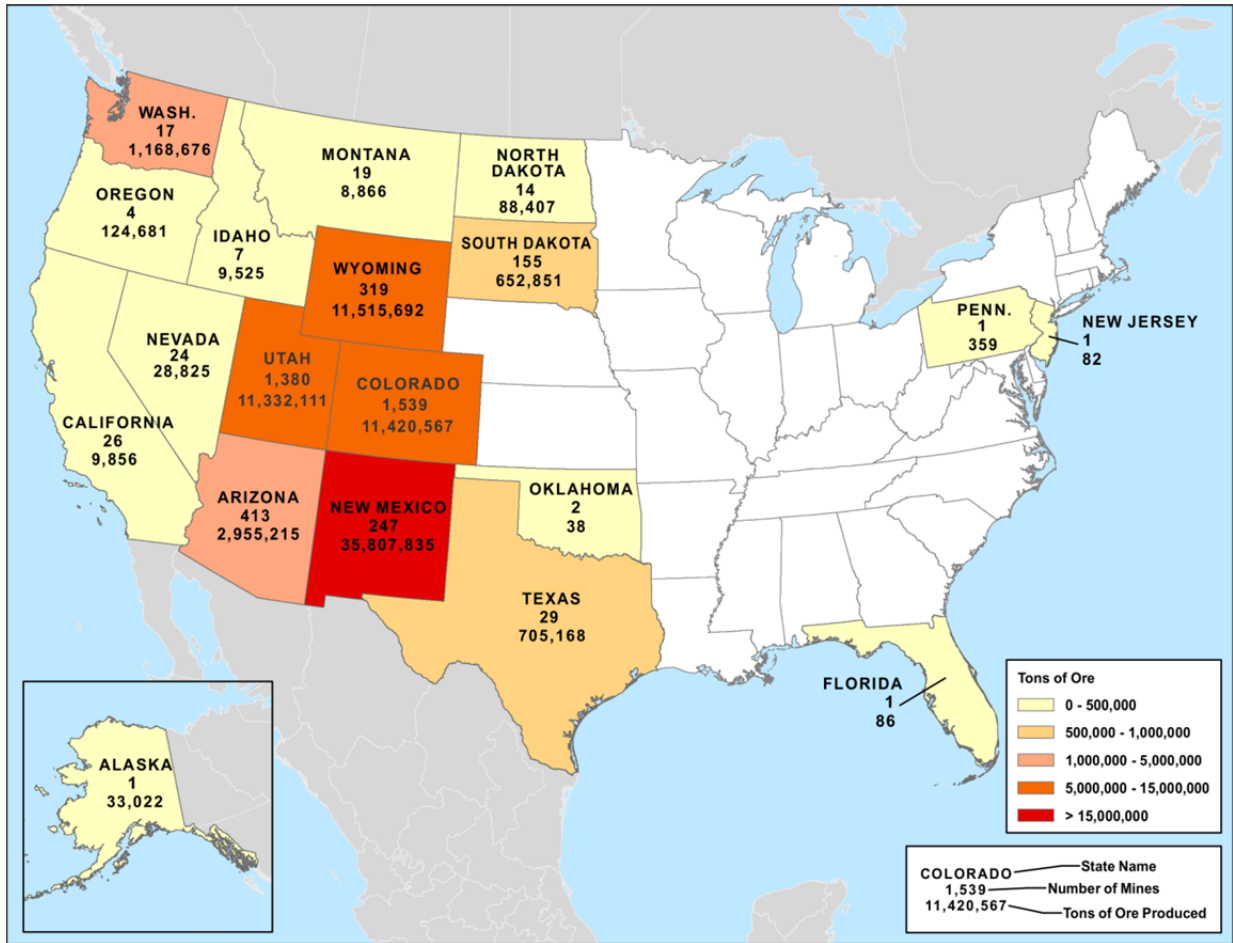 WASH.
17
1,168,676
MONTANA
19
8,866
NORTH
DAKOTA
14
88,407
OREGON
4
124,681
IDAHO
7
9,525
SOUTH DAKOTA
155
652,851
WYOMING
319
11,515,692
PENN.
1
359
NEW JERSEY
1
82
NEVADA
24
28,825
UTAH
1,380
11,332,111
COLORADO
1,539
11,420,567
CALIFORNIA
26
9,856
ARIZONA
413
2,955,215
NEW MEXICO
247
35,807,835
OKLAHOMA
2
38
TEXAS
29
705,168
FLORIDA
1
86
ALASKA
1
33,022
Tons of Ore
0 - 500,000
500,000 - 1,000,000
1,000,000 - 5,000,000
5,000,000 - 15,000,000
> 15,000,000
COLORADO State Name
1,539 Number of Mines
11,420,567 Tons of Ore Produced